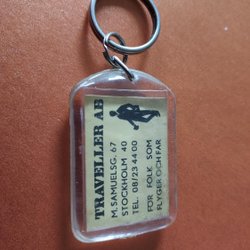 TRAVELLER AB
M. SAMUELSG. 67
STOCKHOLM 40
TEL. 08/23 44 00
FÖR FOLK SOM
FLYGER OCH FAR